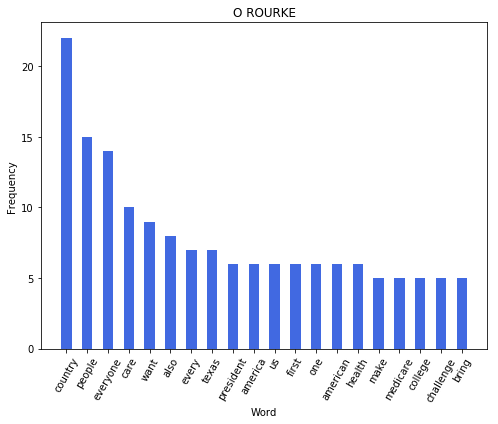 O ROURKE
Frequency
20
15
10
5
0
country
people
everyone
care
want
also
every
texas
president
america
us
first
one
american
health
make
medicare
college
challenge
bring
Word